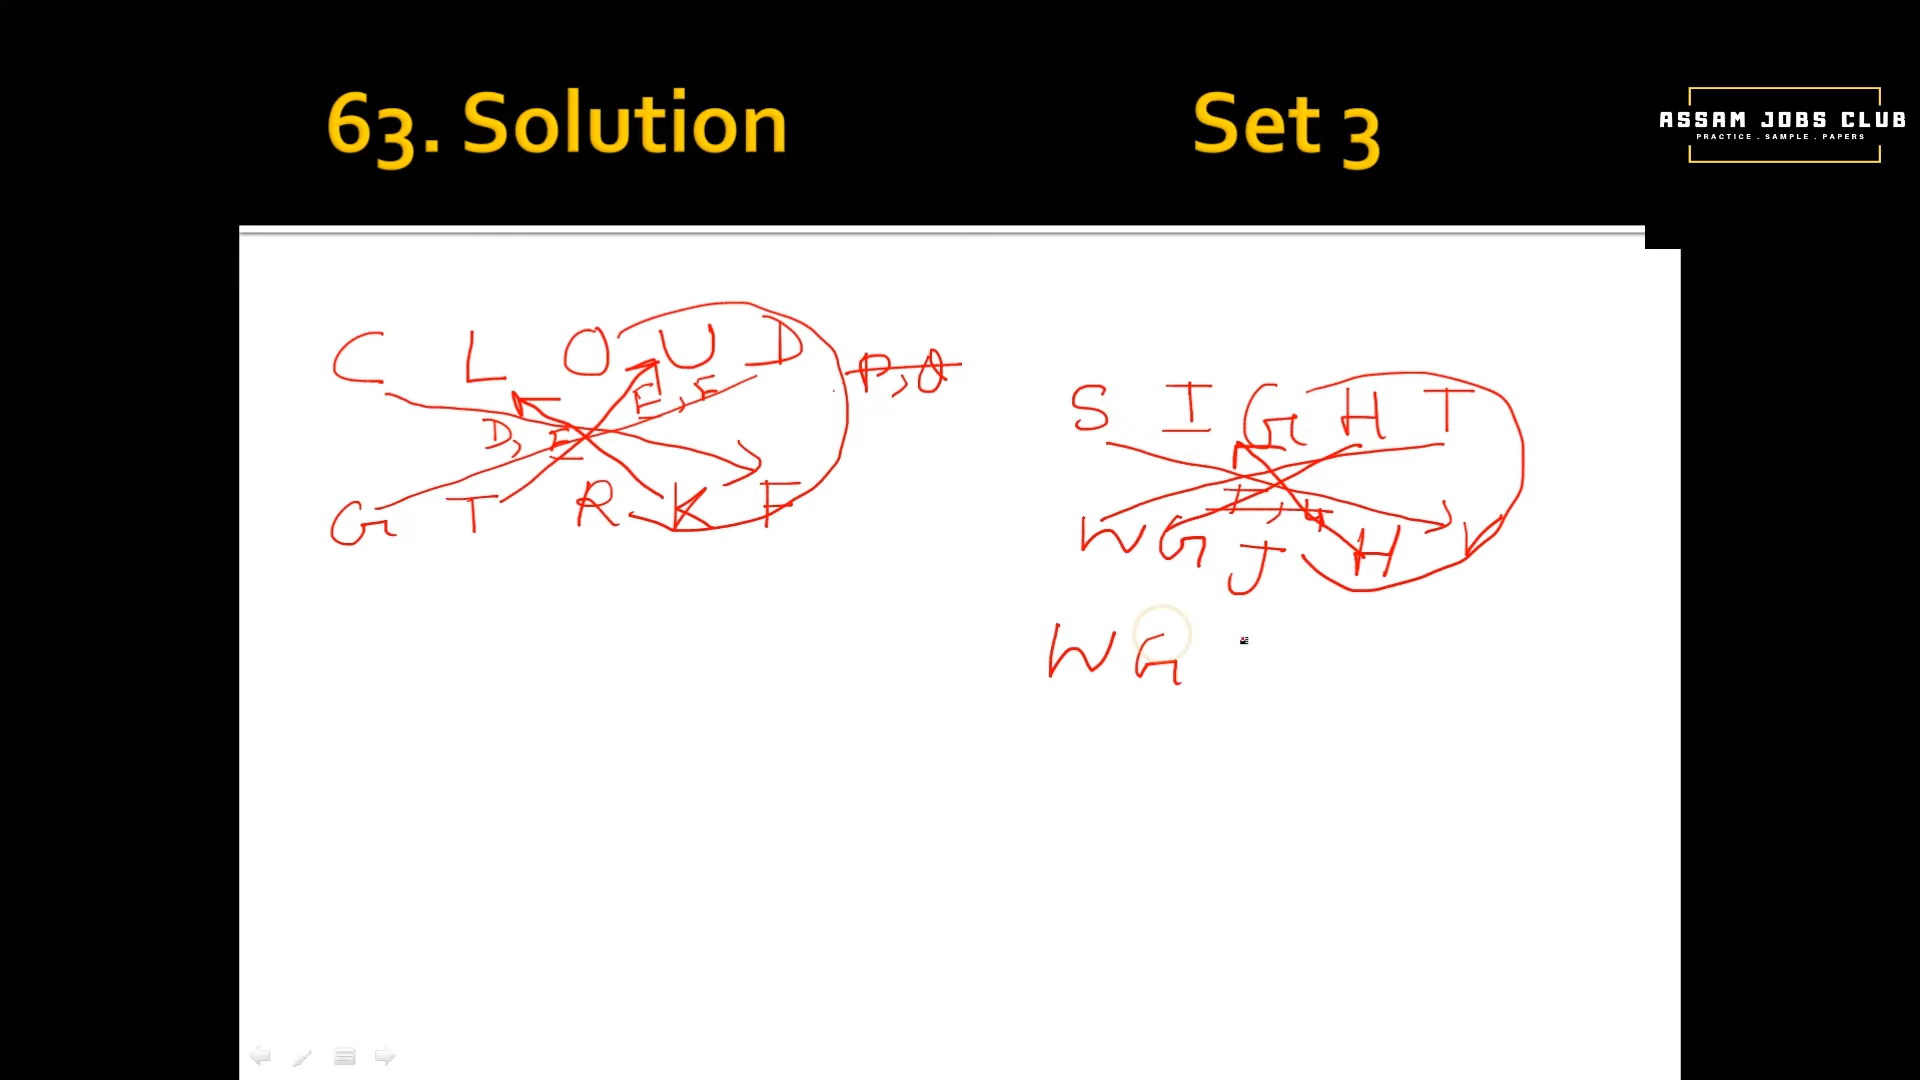 63. Solution Set 3
ASSAM JOBS CLUB
PRACTICE . SAMPLE . PAPERS
C L O U D
P, Q
E, F
D, E
G T R K F
S I G H T
W G J H V
W G